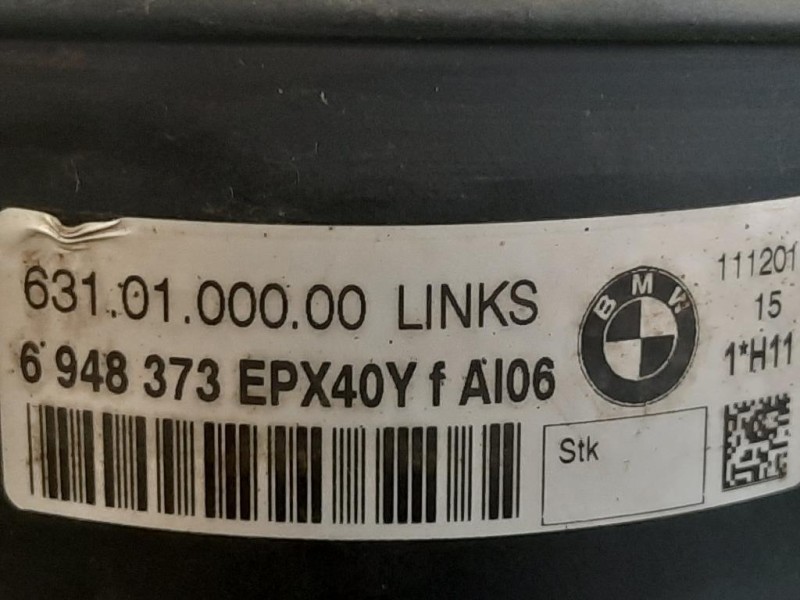 631.01.000.00 LINKS
6 948 373 EPX40Y f AI06
BMW
111201
15
1*H11
Stk